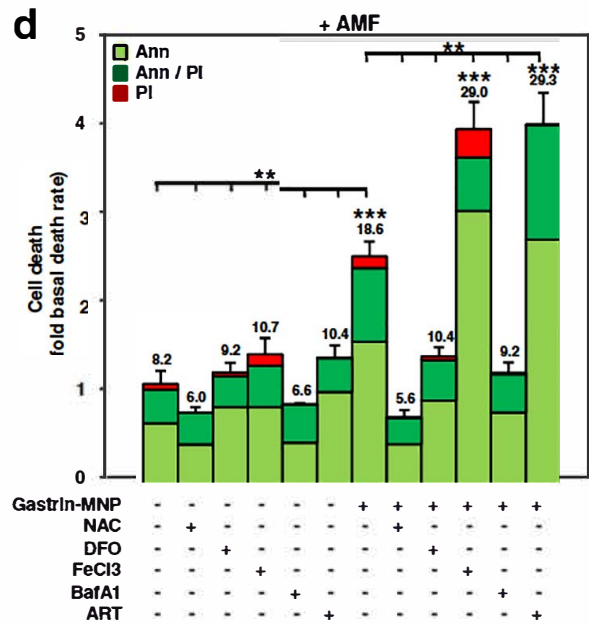 d
+ AMF
5
Ann
Ann / PI
PI
**
***
29.0
***
29.3
4
**
3
***
18.6
Cell death
fold basal death rate)
2
8.2
6.0
9.2
10.7
6.6
10.4
5.6
10.4
9.2
1
0
Gastrin-MNP - - - - - - + + + + + +
NAC - + - - - - - + - - - -
DFO - - + - - - - - + - - -
FeCl3 - - - + - - - - - + - -
BafA1 - - - - + - - - - - + -
ART - - - - - + - - - - - +